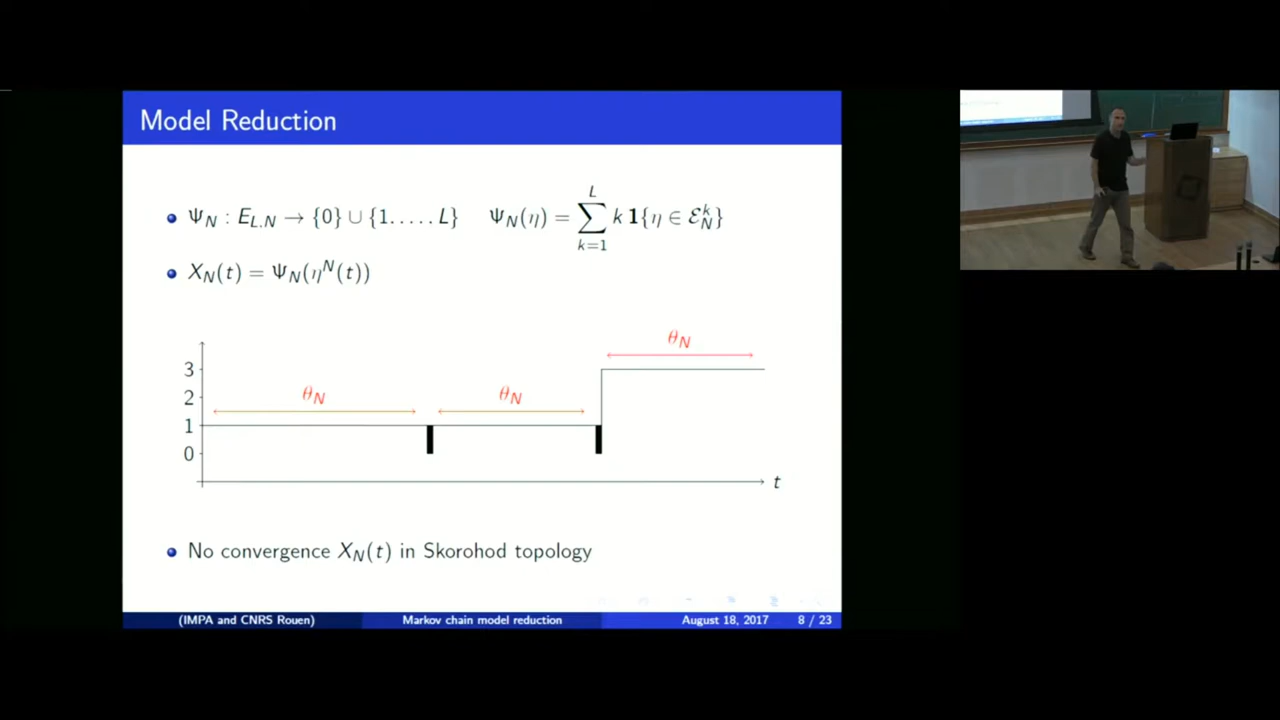 Model Reduction
Ψ_N : E_{L.N} → {0} ∪ {1.....L} Ψ_N(η) = ∑_{k=1}^{L} k 1{η ∈ ℰ_N^k}
X_N(t) = Ψ_N(η^N(t))
θ_N
3
θ_N θ_N
2
1
0
t
No convergence X_N(t) in Skorohod topology
(IMPA and CNRS Rouen) Markov chain model reduction August 18, 2017 8 / 23